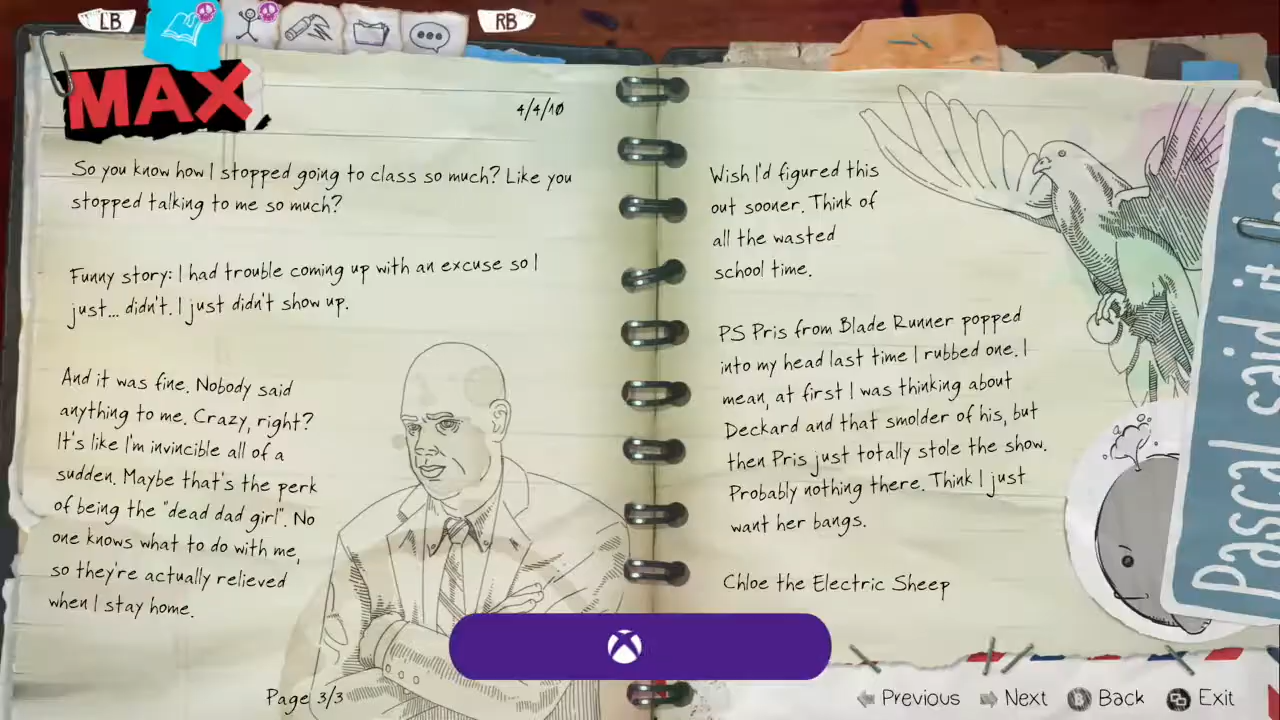 LB
RB
MAX
4/4/10
So you know how I stopped going to class so much? Like you
stopped talking to me so much?
Funny story: I had trouble coming up with an excuse so I
just... didn't. I just didn't show up.
And it was fine. Nobody said
anything to me. Crazy, right?
It's like I'm invincible all of a
sudden. Maybe that's the perk
of being the "dead dad girl". No
one knows what to do with me,
so they're actually relieved
when I stay home.
Page 3/3
Wish I'd figured this
out sooner. Think of
all the wasted
school time.
PS Pris from Blade Runner popped
into my head last time I rubbed one. I
mean, at first I was thinking about
Deckard and that smolder of his, but
then Pris just totally stole the show.
Probably nothing there. Think I just
want her bangs.
Chloe the Electric Sheep
Pascal said it
Previous
Next
B Back
Exit